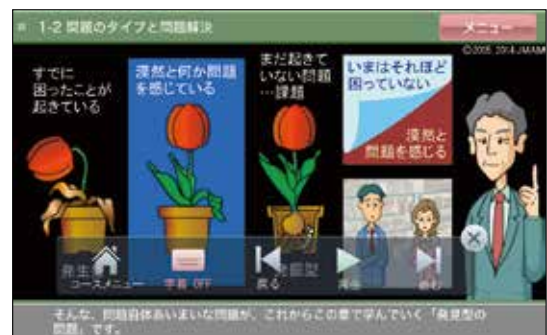 1-2 問題のタイプと問題解決
メニュー
©2005, 2014 JMAM
すでに
困ったことが
起きている
漠然と何か問題
を感じている
まだ起きて
いない問題
…課題
いまはそれほど
困っていない
漠然と
問題を感じる
コースメニュー
字幕 OFF
戻る
再生
進む
そんな、問題自体あいまいな問題が、これからこの章で学んでいく「発見型の
問題」です。